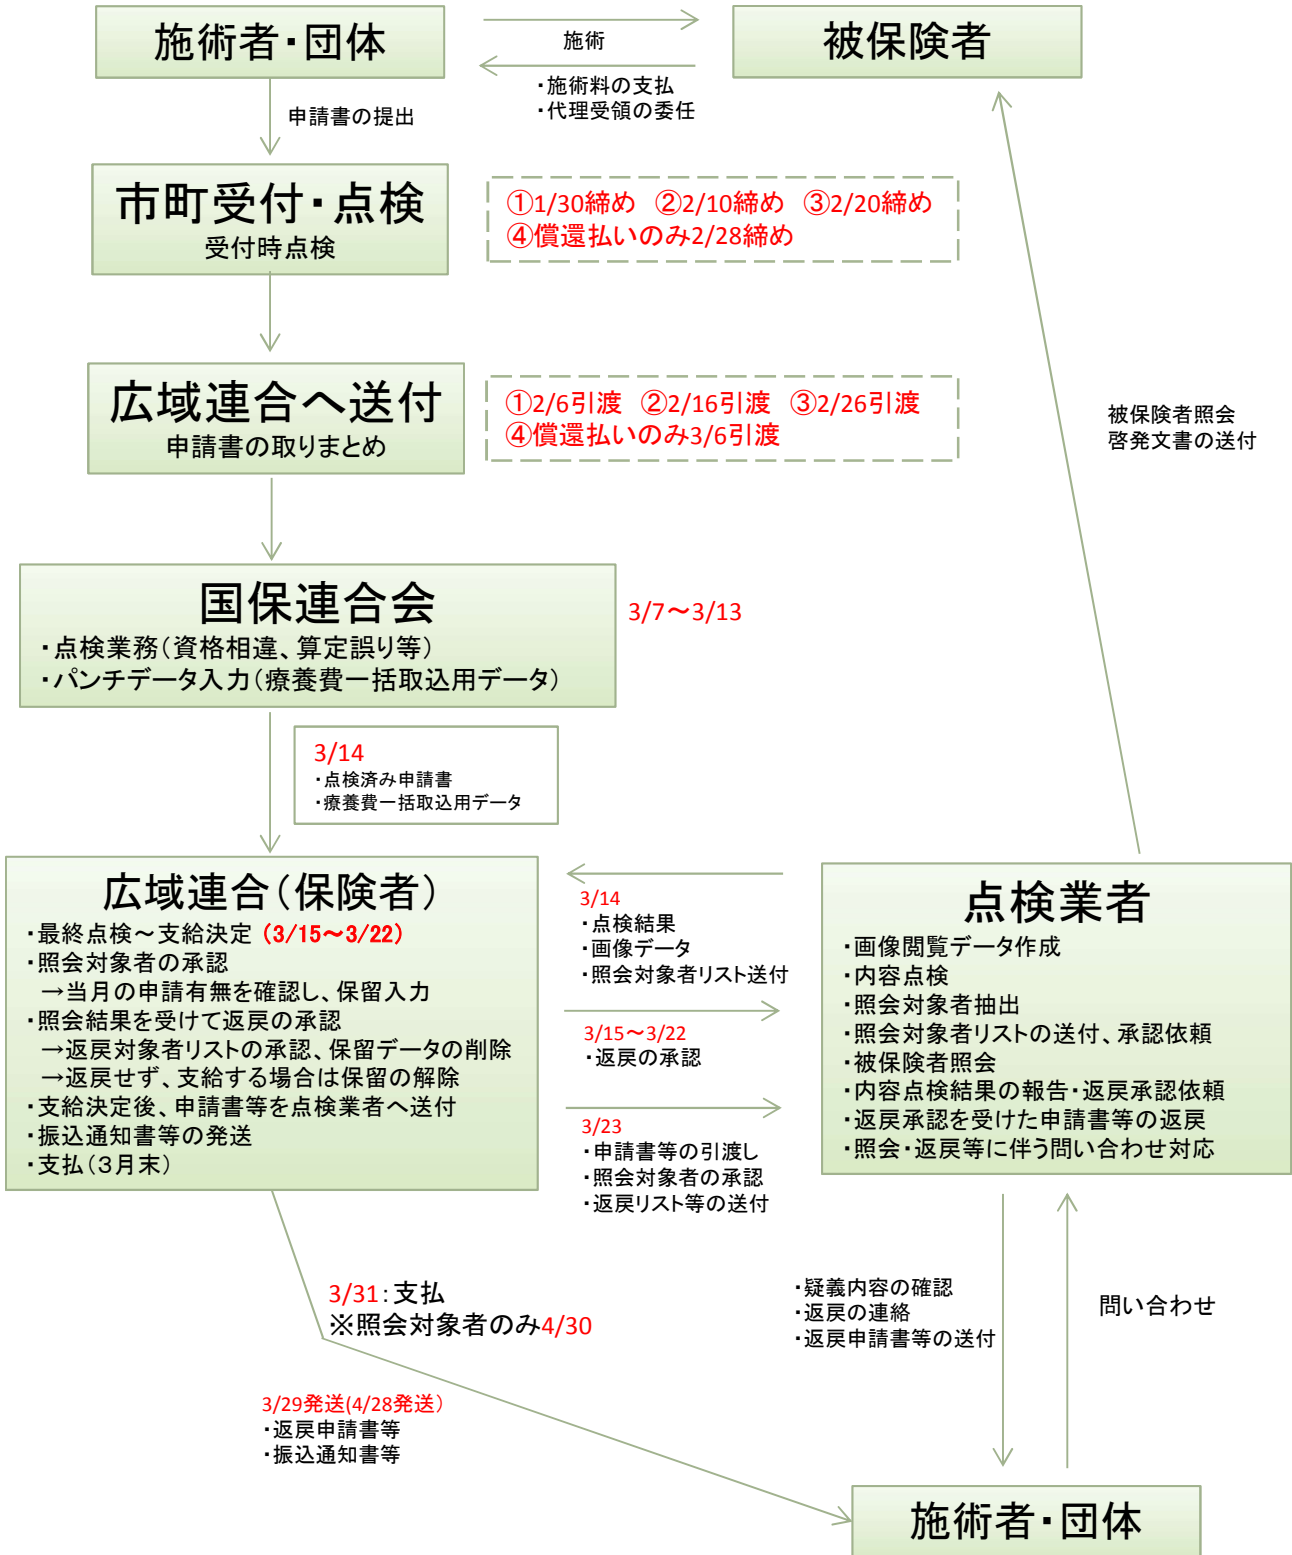 施術者・団体
施術
被保険者
・施術料の支払
・代理受領の委任
申請書の提出
市町受付・点検
受付時点検
①1/30締め ②2/10締め ③2/20締め
④償還払いのみ2/28締め
広域連合へ送付
申請書の取りまとめ
①2/6引渡 ②2/16引渡 ③2/26引渡
④償還払いのみ3/6引渡
被保険者照会
啓発文書の送付
国保連合会
・点検業務（資格相違、算定誤り等）
・パンチデータ入力（療養費一括取込用データ）
3/7～3/13
3/14
・点検済み申請書
・療養費一括取込用データ
広域連合（保険者）
・最終点検～支給決定（3/15～3/22）
・照会対象者の承認
→当月の申請有無を確認し、保留入力
・照会結果を受けて返戻の承認
→返戻対象者リストの承認、保留データの削除
→返戻せず、支給する場合は保留の解除
・支給決定後、申請書等を点検業者へ送付
・振込通知書等の発送
・支払（３月末）
3/14
・点検結果
・画像データ
・照会対象者リスト送付
3/15～3/22
・返戻の承認
3/23
・申請書等の引渡し
・照会対象者の承認
・返戻リスト等の送付
点検業者
・画像閲覧データ作成
・内容点検
・照会対象者抽出
・照会対象者リストの送付、承認依頼
・被保険者照会
・内容点検結果の報告・返戻承認依頼
・返戻承認を受けた申請書等の返戻
・照会・返戻等に伴う問い合わせ対応
3/31：支払
※照会対象者のみ4/30
・疑義内容の確認
・返戻の連絡
・返戻申請書等の送付
問い合わせ
3/29発送(4/28発送）
・返戻申請書等
・振込通知書等
施術者・団体